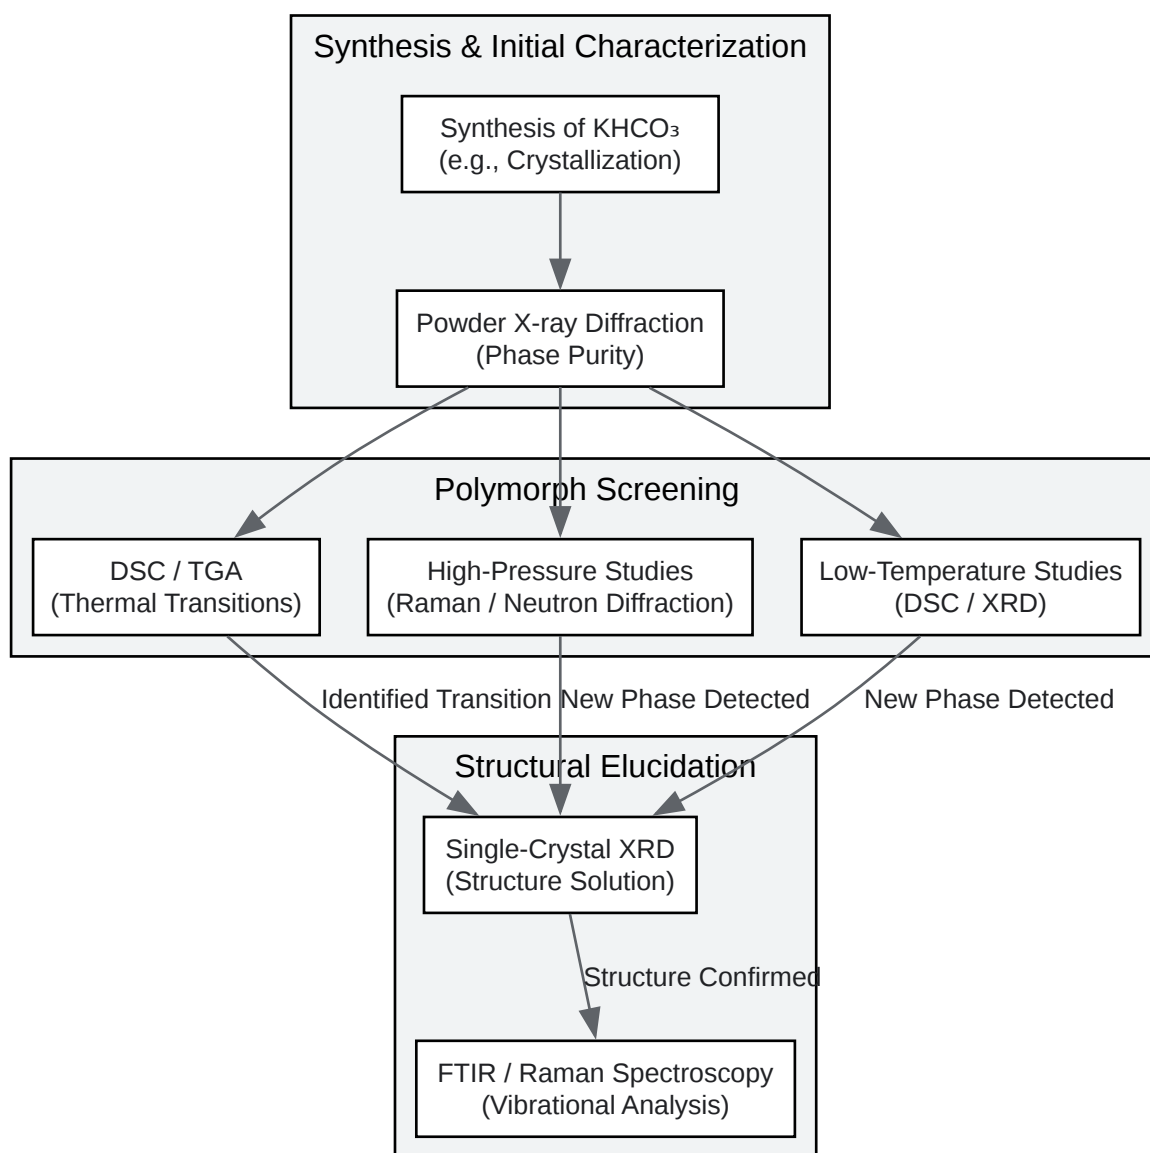 Synthesis & Initial Characterization
Synthesis of KHCO₃
(e.g., Crystallization)
Powder X-ray Diffraction
(Phase Purity)
Polymorph Screening
DSC / TGA
(Thermal Transitions)
High-Pressure Studies
(Raman / Neutron Diffraction)
Low-Temperature Studies
(DSC / XRD)
Identified Transition
New Phase Detected
New Phase Detected
Structural Elucidation
Single-Crystal XRD
(Structure Solution)
Structure Confirmed
FTIR / Raman Spectroscopy
(Vibrational Analysis)